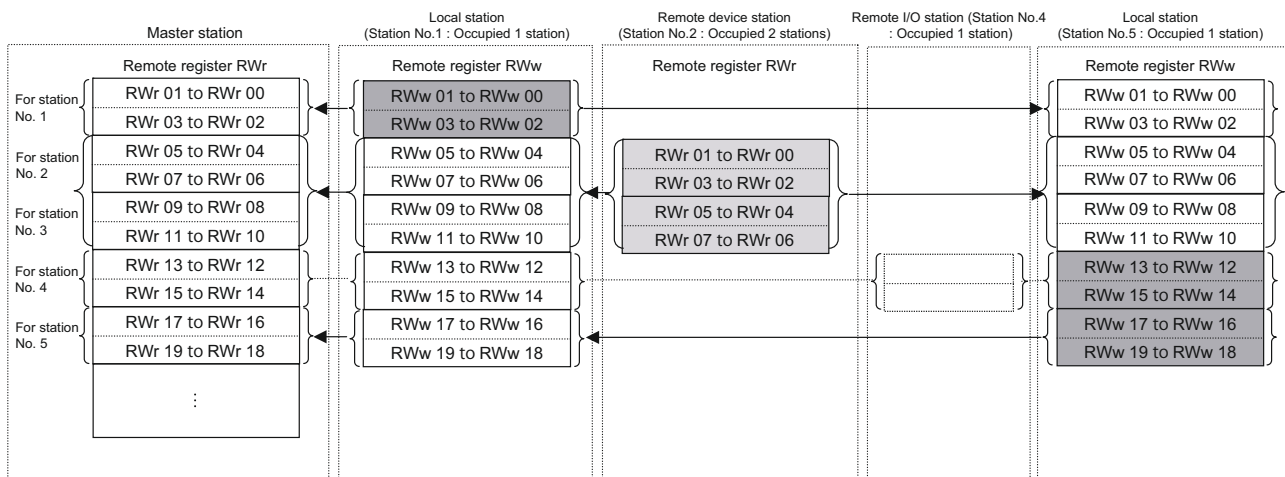 Master station
Local station
(Station No.1 : Occupied 1 station)
Remote device station
(Station No.2 : Occupied 2 stations)
Remote I/O station (Station No.4
: Occupied 1 station)
Local station
(Station No.5 : Occupied 1 station)
Remote register RWr
Remote register RWw
Remote register RWr
Remote register RWw
For station
No. 1
For station
No. 2
For station
No. 3
For station
No. 4
For station
No. 5
RWr 01 to RWr 00
RWr 03 to RWr 02
RWr 05 to RWr 04
RWr 07 to RWr 06
RWr 09 to RWr 08
RWr 11 to RWr 10
RWr 13 to RWr 12
RWr 15 to RWr 14
RWr 17 to RWr 16
RWr 19 to RWr 18
⋮
RWw 01 to RWw 00
RWw 03 to RWw 02
RWw 05 to RWw 04
RWw 07 to RWw 06
RWw 09 to RWw 08
RWw 11 to RWw 10
RWw 13 to RWw 12
RWw 15 to RWw 14
RWw 17 to RWw 16
RWw 19 to RWw 18
RWr 01 to RWr 00
RWr 03 to RWr 02
RWr 05 to RWr 04
RWr 07 to RWr 06
RWw 01 to RWw 00
RWw 03 to RWw 02
RWw 05 to RWw 04
RWw 07 to RWw 06
RWw 09 to RWw 08
RWw 11 to RWw 10
RWw 13 to RWw 12
RWw 15 to RWw 14
RWw 17 to RWw 16
RWw 19 to RWw 18